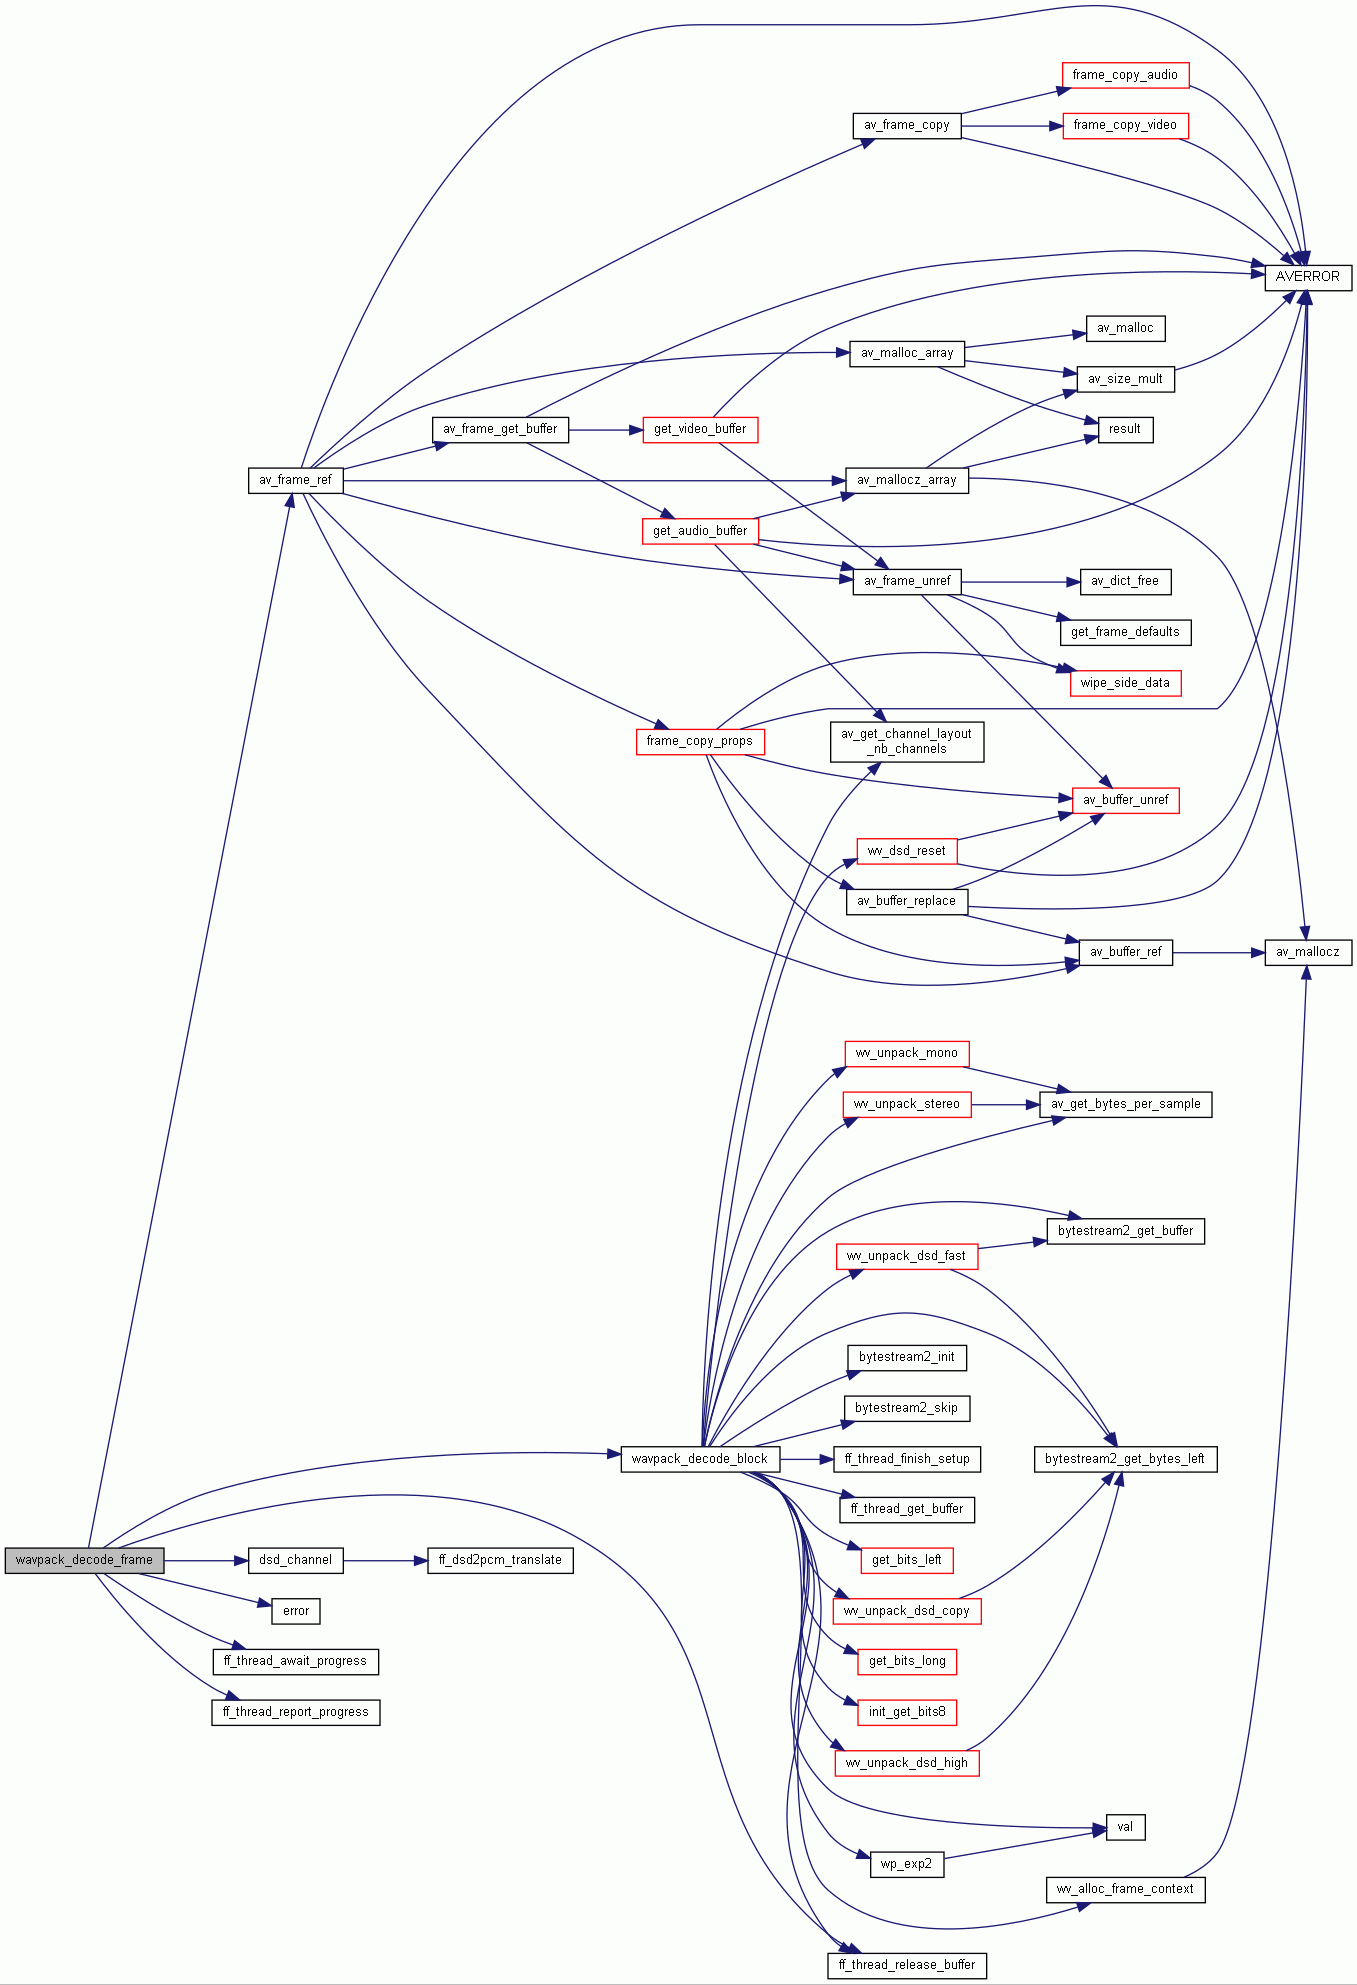 frame_copy_audio
av_frame_copy
frame_copy_video
AVERROR
av_malloc
av_malloc_array
av_size_mult
av_frame_get_buffer
get_video_buffer
result
av_frame_ref
av_mallocz_array
get_audio_buffer
av_frame_unref
av_dict_free
get_frame_defaults
wipe_side_data
frame_copy_props
av_get_channel_layout
_nb_channels
av_buffer_unref
wv_dsd_reset
av_buffer_replace
av_buffer_ref
av_mallocz
wv_unpack_mono
wv_unpack_stereo
av_get_bytes_per_sample
bytestream2_get_buffer
wv_unpack_dsd_fast
bytestream2_init
bytestream2_skip
wavpack_decode_block
ff_thread_finish_setup
bytestream2_get_bytes_left
ff_thread_get_buffer
wavpack_decode_frame
dsd_channel
ff_dsd2pcm_translate
get_bits_left
error
wv_unpack_dsd_copy
ff_thread_await_progress
get_bits_long
ff_thread_report_progress
init_get_bits8
wv_unpack_dsd_high
val
wp_exp2
wv_alloc_frame_context
ff_thread_release_buffer